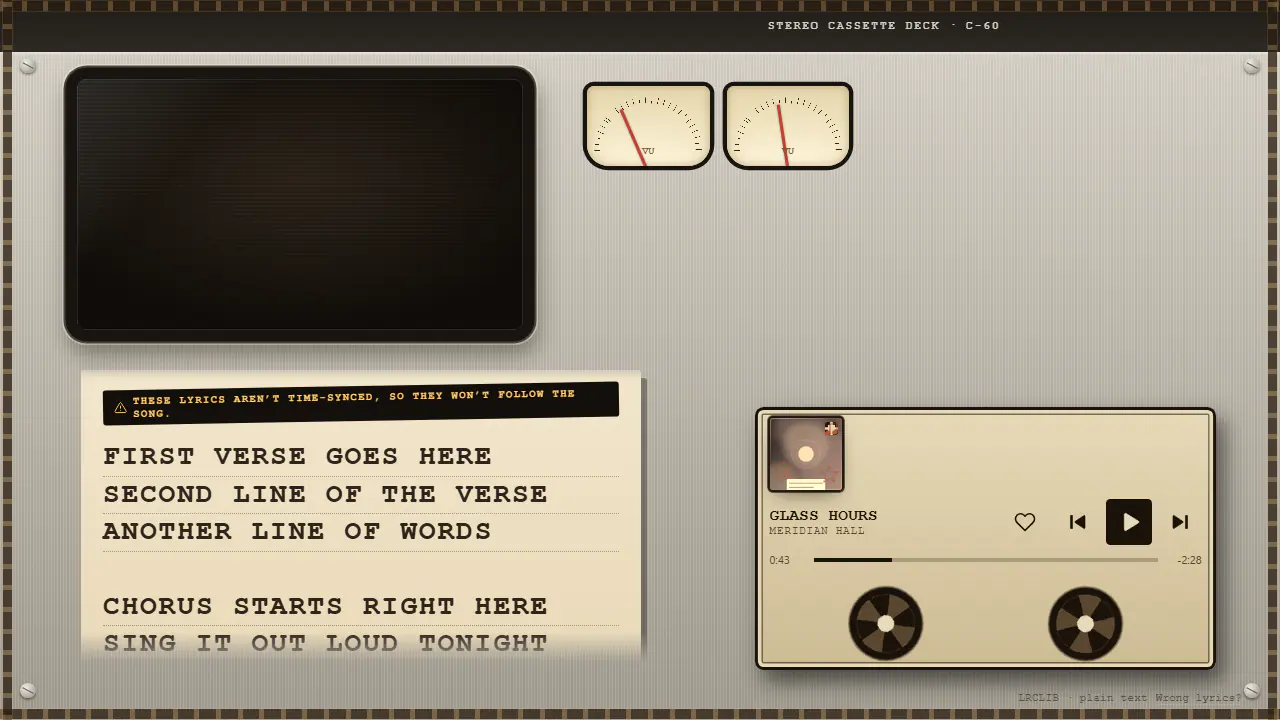 STEREO CASSETTE DECK · C-60
VU
VU
THESE LYRICS AREN'T TIME-SYNCED, SO THEY WON'T FOLLOW THE
SONG.
FIRST VERSE GOES HERE
SECOND LINE OF THE VERSE
ANOTHER LINE OF WORDS
CHORUS STARTS RIGHT HERE
SING IT OUT LOUD TONIGHT
GLASS HOURS
MERIDIAN HALL
0:43
-2:28
LRCLIB · plain text Wrong lyrics?